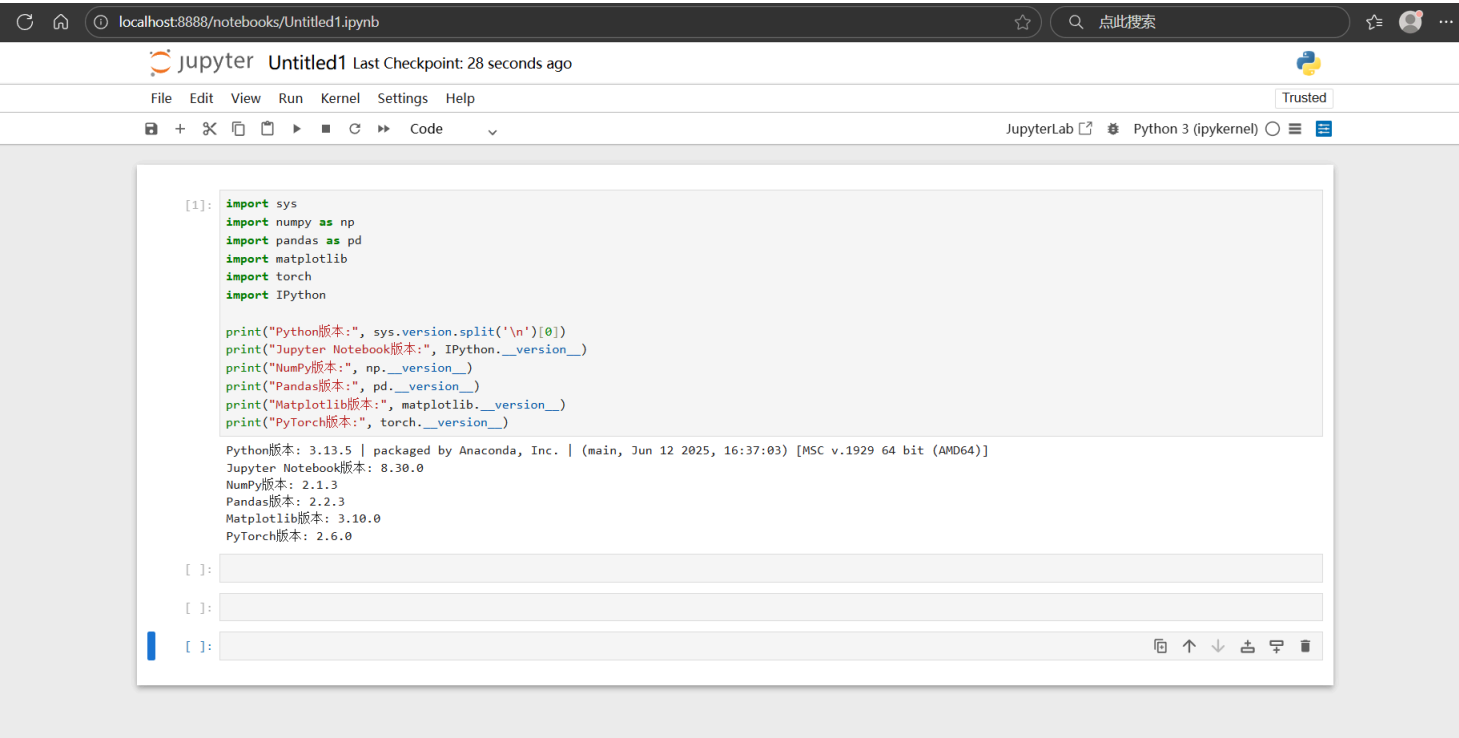 localhost:8888/notebooks/Untitled1.ipynb
点此搜索
jupyter Untitled1 Last Checkpoint: 28 seconds ago
File Edit View Run Kernel Settings Help
Trusted
Code
JupyterLab
Python 3 (ipykernel)
[1]:
import sys
import numpy as np
import pandas as pd
import matplotlib
import torch
import IPython
print("Python版本:", sys.version.split('\n')[0])
print("Jupyter Notebook版本:", IPython.__version__)
print("NumPy版本:", np.__version__)
print("Pandas版本:", pd.__version__)
print("Matplotlib版本:", matplotlib.__version__)
print("PyTorch版本:", torch.__version__)
Python版本: 3.13.5 | packaged by Anaconda, Inc. | (main, Jun 12 2025, 16:37:03) [MSC v.1929 64 bit (AMD64)]
Jupyter Notebook版本: 8.30.0
NumPy版本: 2.1.3
Pandas版本: 2.2.3
Matplotlib版本: 3.10.0
PyTorch版本: 2.6.0
[ ]:
[ ]:
[ ]: